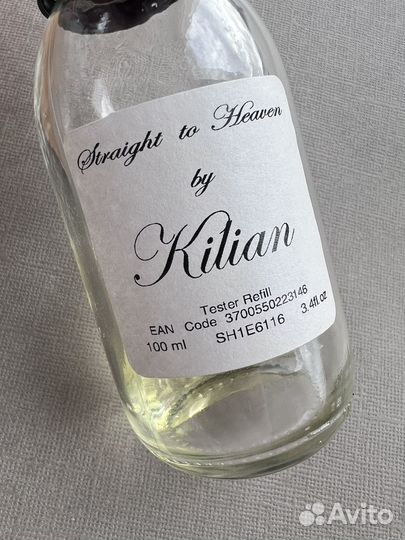 Straight to Heaven
by
Kilian
Tester Refill
EAN Code 3700550223146
100 ml SH1E6116 3.4fl.oz
Avito